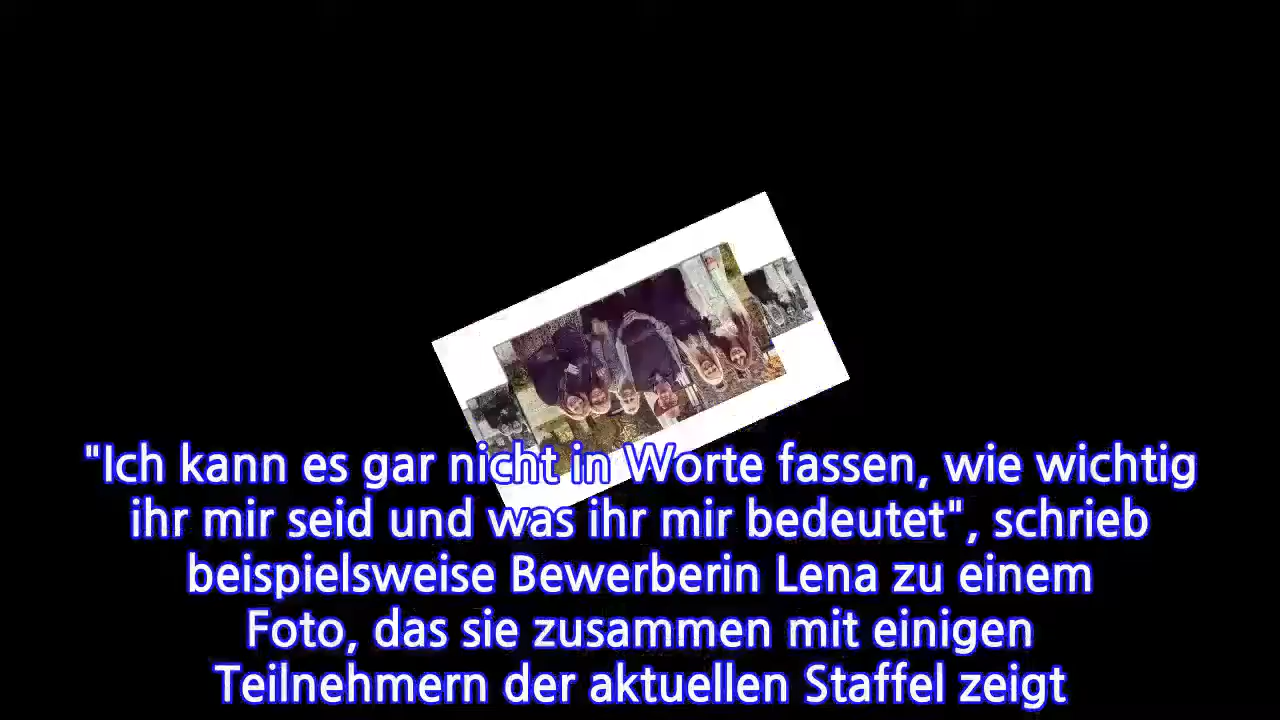 "Ich kann es gar nicht in Worte fassen, wie wichtig
ihr mir seid und was ihr mir bedeutet", schrieb
beispielsweise Bewerberin Lena zu einem
Foto, das sie zusammen mit einigen
Teilnehmern der aktuellen Staffel zeigt